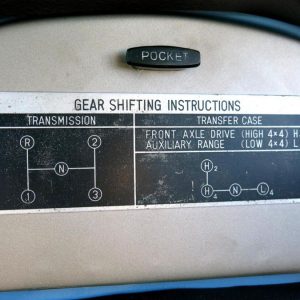 POCKET
GEAR SHIFTING INSTRUCTIONS
TRANSMISSION
R 2
N
1 3
TRANSFER CASE
FRONT AXLE DRIVE (HIGH 4×4) H
AUXILIARY RANGE (LOW 4×4) L
H2
H4 N L4